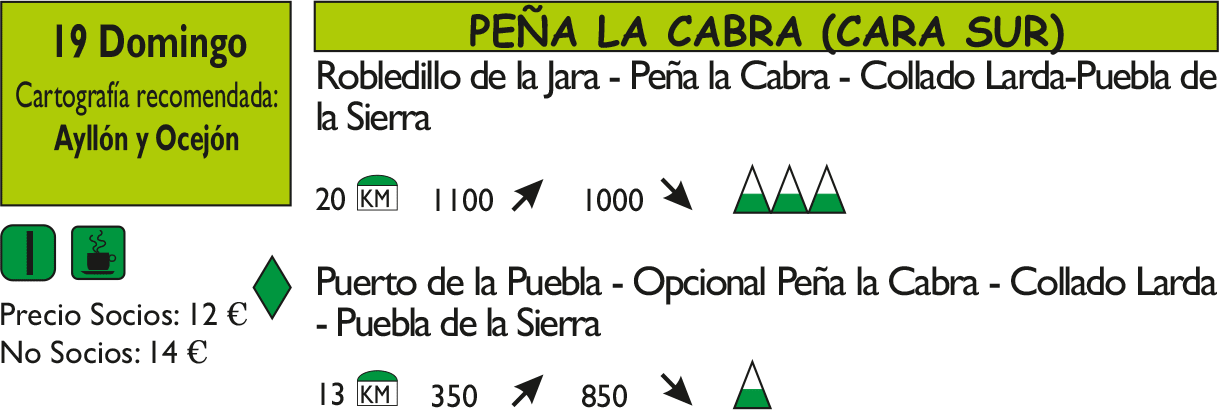 19 Domingo
Cartografía recomendada:
Ayllón y Ocejón
PEÑA LA CABRA (CARA SUR)
Robledillo de la Jara - Peña la Cabra - Collado Larda-Puebla de
la Sierra
20 KM 1100 1000
I
Precio Socios: 12 €
No Socios: 14 €
Puerto de la Puebla - Opcional Peña la Cabra - Collado Larda
- Puebla de la Sierra
13 KM 350 850